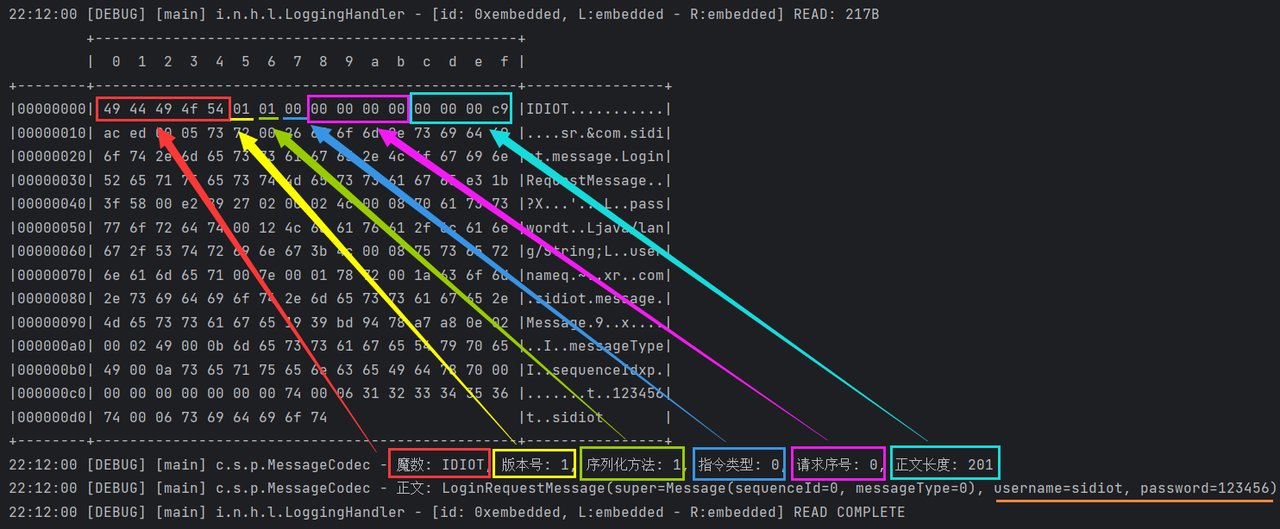 22:12:00 [DEBUG] [main] i.n.h.l.LoggingHandler - [id: 0xembedded, L:embedded - R:embedded] READ: 217B
+-------------------------------------------------+
| 0 1 2 3 4 5 6 7 8 9 a b c d e f |
+--------+-------------------------------------------------+----------------+
|00000000| 49 44 49 4f 54 01 01 00 00 00 00 00 00 00 00 c9 |IDIOT...........|
|00000010| ac ed 00 05 73 72 00 26 63 6f 6d 2e 73 69 64 69 |....sr.&com.sidi|
|00000020| 6f 74 2e 6d 65 73 73 61 67 65 2e 4c 6f 67 69 6e |ot.message.Login|
|00000030| 52 65 71 75 65 73 74 4d 65 73 73 61 67 65 e3 1b |RequestMessage..|
|00000040| 3f 58 00 e2 27 02 00 02 4c 00 08 70 61 73 73 |?X...'...L..pass|
|00000050| 77 6f 72 64 74 00 12 4c 6a 61 76 61 2f 6c 61 6e |wordt..Ljava/lan|
|00000060| 67 2f 53 74 72 69 6e 67 3b 4c 00 08 75 73 65 72 |g/String;L..user|
|00000070| 6e 61 6d 65 71 00 7e 00 01 78 72 00 1a 63 6f 6d |nameq.~..xr..com|
|00000080| 2e 73 69 64 69 6f 74 2e 6d 65 73 73 61 67 65 2e |.sidiot.message.|
|00000090| 4d 65 73 73 61 67 65 19 39 bd 94 78 a7 a8 0e 02 |Message.9..x....|
|000000a0| 00 02 49 00 0b 6d 65 73 73 61 67 65 54 79 70 65 |..I..messageType|
|000000b0| 49 00 0a 73 65 71 75 65 6e 63 65 49 64 78 70 00 |I..sequenceIdxp.|
|000000c0| 00 00 00 00 00 00 00 74 00 06 31 32 33 34 35 36 |.......t..123456|
|000000d0| 74 00 06 73 69 64 69 6f 74 |t..sidiot |
+--------+-------------------------------------------------+----------------+
22:12:00 [DEBUG] [main] c.s.p.MessageCodec - 魔数: IDIOT, 版本号: 1, 序列化方法: 1, 指令类型: 0, 请求序号: 0, 正文长度: 201
22:12:00 [DEBUG] [main] c.s.p.MessageCodec - 正文: LoginRequestMessage(super=Message(sequenceId=0, messageType=0), username=sidiot, password=123456)
22:12:00 [DEBUG] [main] i.n.h.l.LoggingHandler - [id: 0xembedded, L:embedded - R:embedded] READ COMPLETE